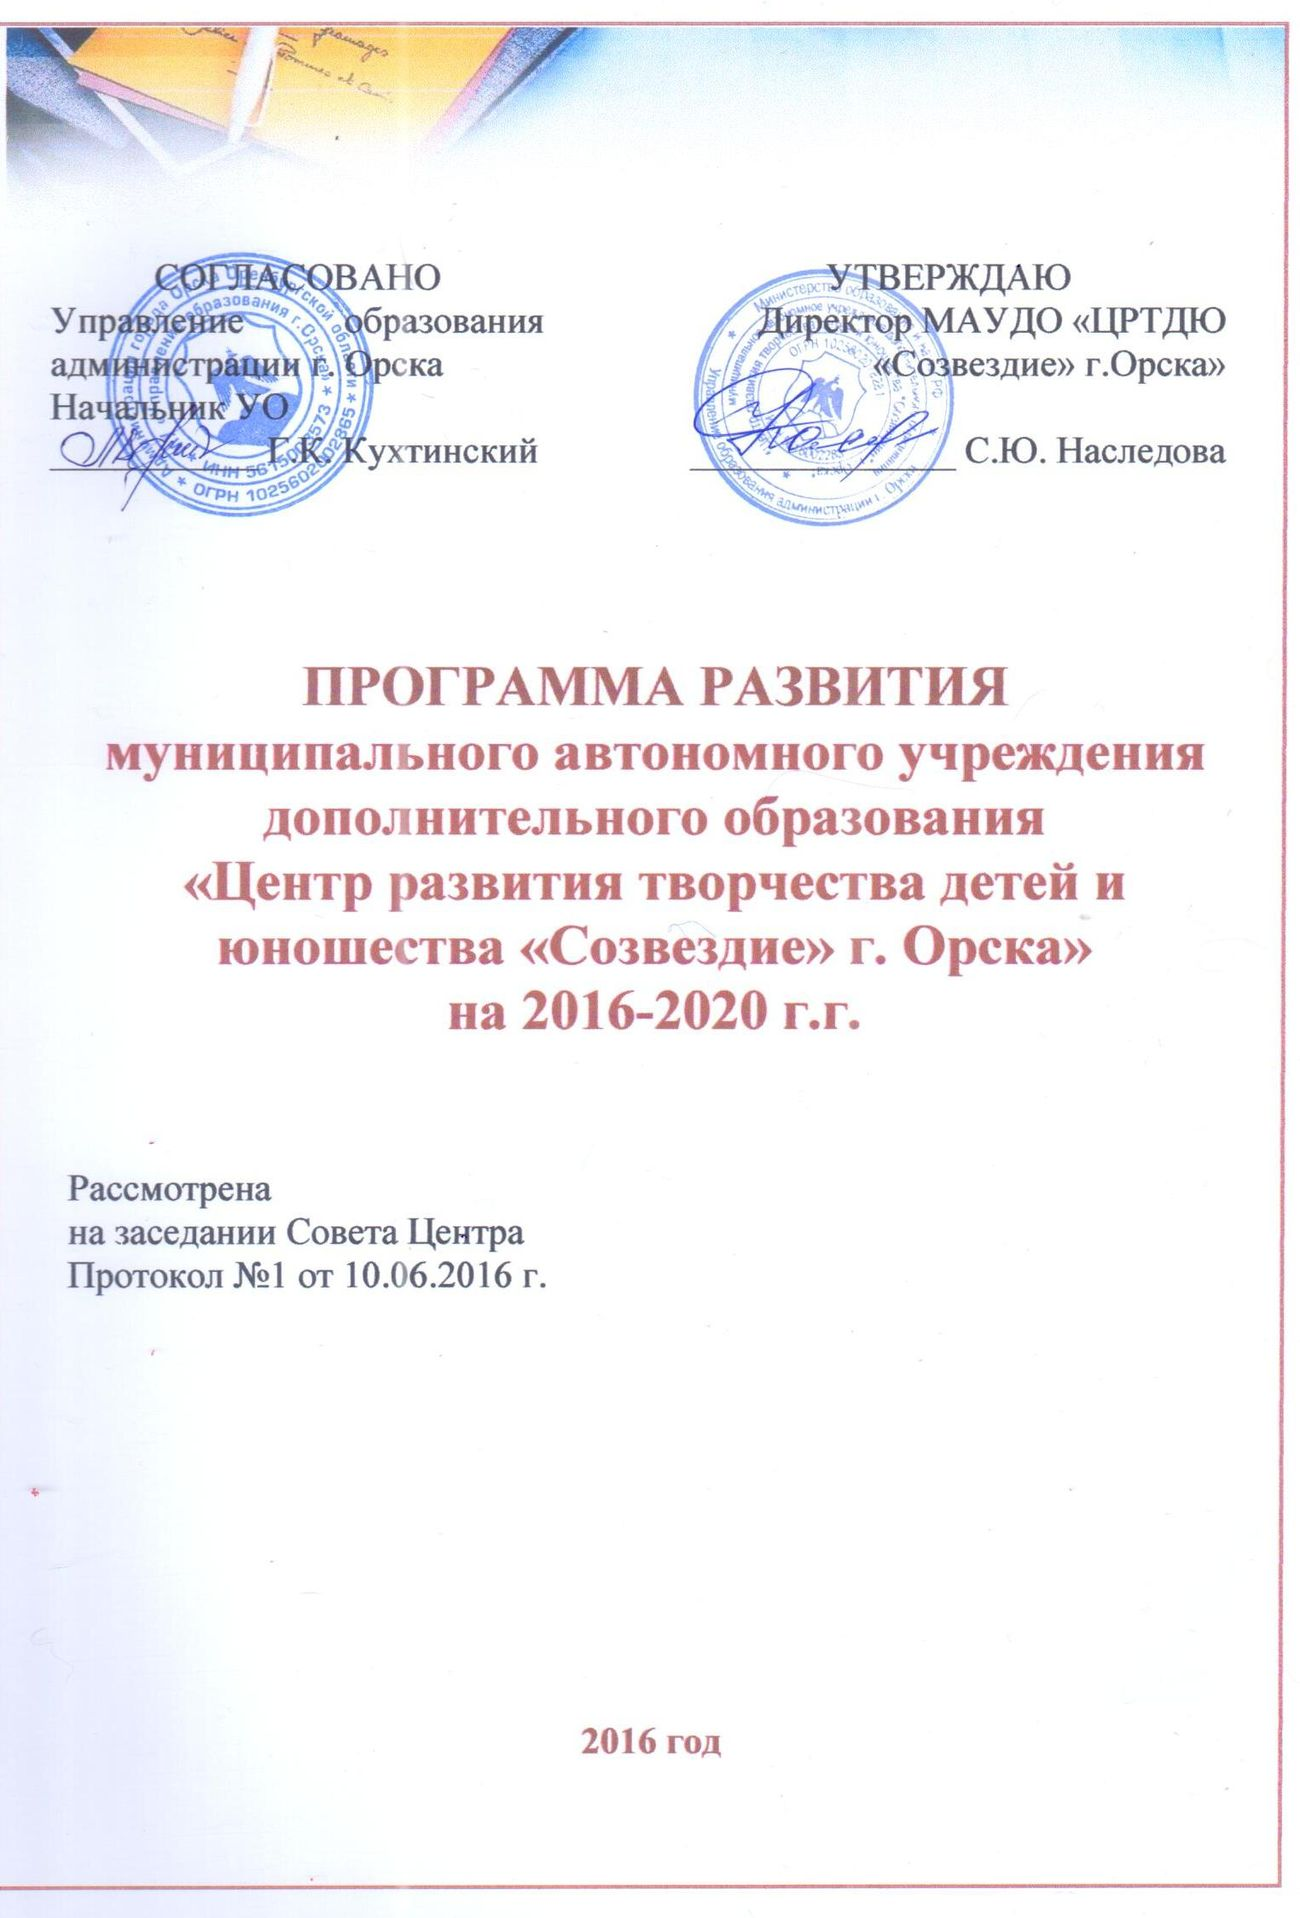 СОГЛАСОВАНО
Управление образования
администрации г. Орска
Начальник УО
Г.К. Кухтинский
УТВЕРЖДАЮ
Директор МАУДО «ЦРТДЮ
«Созвездие» г.Орска»
С.Ю. Наследова
ОГРН 1025602002865
ПРОГРАММА РАЗВИТИЯ
муниципального автономного учреждения
дополнительного образования
«Центр развития творчества детей и
юношества «Созвездие» г. Орска»
на 2016-2020 г.г.
Рассмотрена
на заседании Совета Центра
Протокол №1 от 10.06.2016 г.
2016 год